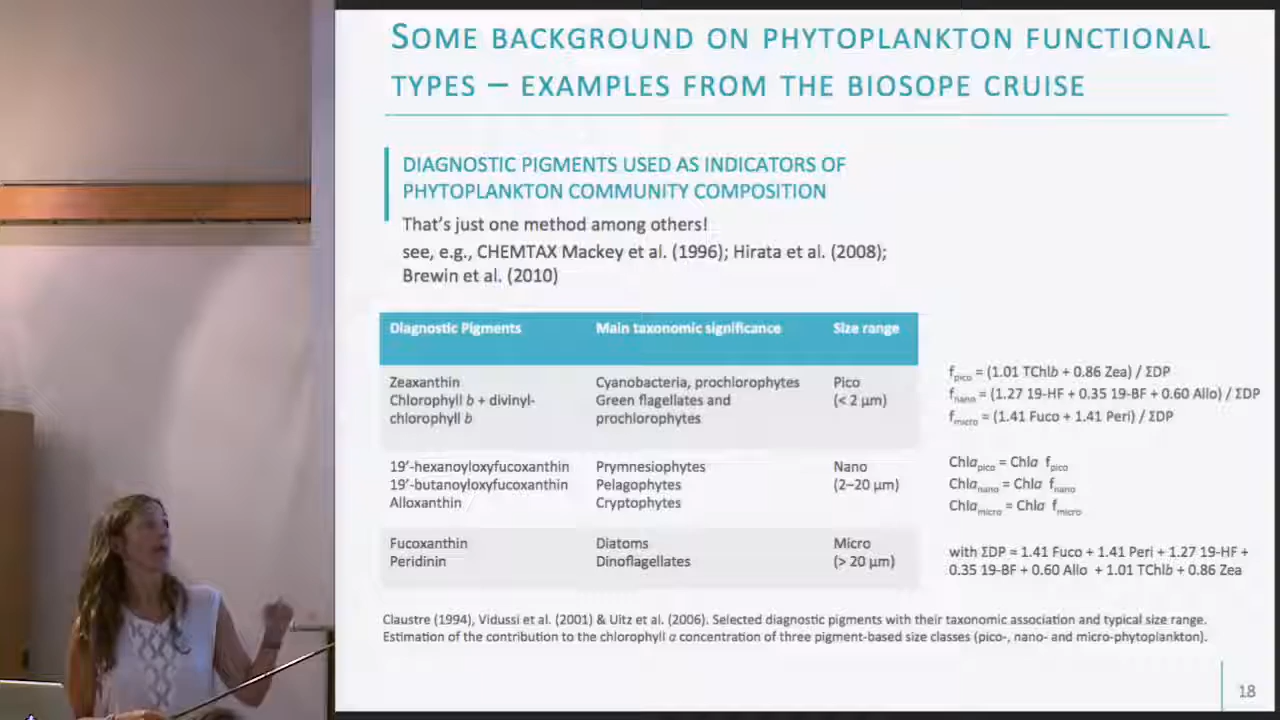 SOME BACKGROUND ON PHYTOPLANKTON FUNCTIONAL
TYPES – EXAMPLES FROM THE BIOSOPE CRUISE
DIAGNOSTIC PIGMENTS USED AS INDICATORS OF
PHYTOPLANKTON COMMUNITY COMPOSITION
That's just one method among others!
see, e.g., CHEMTAX Mackey et al. (1996); Hirata et al. (2008);
Brewin et al. (2010)
Diagnostic Pigments Main taxonomic significance Size range
Zeaxanthin Cyanobacteria, prochlorophytes Pico
Chlorophyll b + divinyl- Green flagellates and (< 2 µm)
chlorophyll b prochlorophytes
19'-hexanoyloxyfucoxanthin Prymnesiophytes Nano
19'-butanoyloxyfucoxanthin Pelagophytes (2–20 µm)
Alloxanthin Cryptophytes
Fucoxanthin Diatoms Micro
Peridinin Dinoflagellates (> 20 µm)
fpico = (1.01 TChlb + 0.86 Zea) / ΣDP
fnano = (1.27 19-HF + 0.35 19-BF + 0.60 Allo) / ΣDP
fmicro = (1.41 Fuco + 1.41 Peri) / ΣDP
Chlapico = Chla fpico
Chlanano = Chla fnano
Chlamicro = Chla fmicro
with ΣDP = 1.41 Fuco + 1.41 Peri + 1.27 19-HF +
0.35 19-BF + 0.60 Allo + 1.01 TChlb + 0.86 Zea
Claustre (1994), Vidussi et al. (2001) & Uitz et al. (2006). Selected diagnostic pigments with their taxonomic association and typical size range.
Estimation of the contribution to the chlorophyll a concentration of three pigment-based size classes (pico-, nano- and micro-phytoplankton).
18